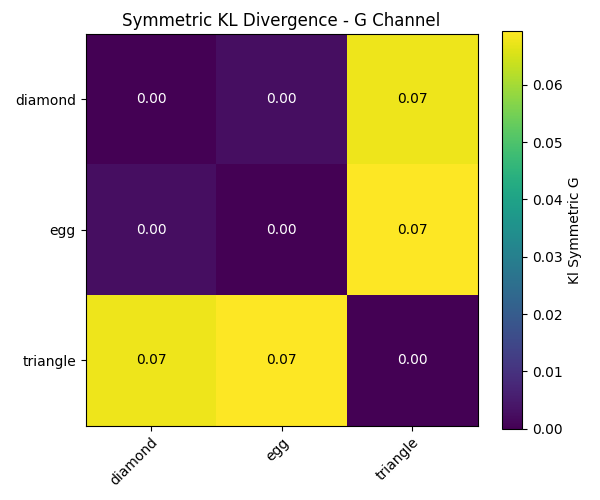 Symmetric KL Divergence - G Channel
diamond
0.00
0.00
0.07
egg
0.00
0.00
0.07
triangle
0.07
0.07
0.00
diamond
egg
triangle
0.06
0.05
0.04
0.03
0.02
0.01
0.00
Kl Symmetric G